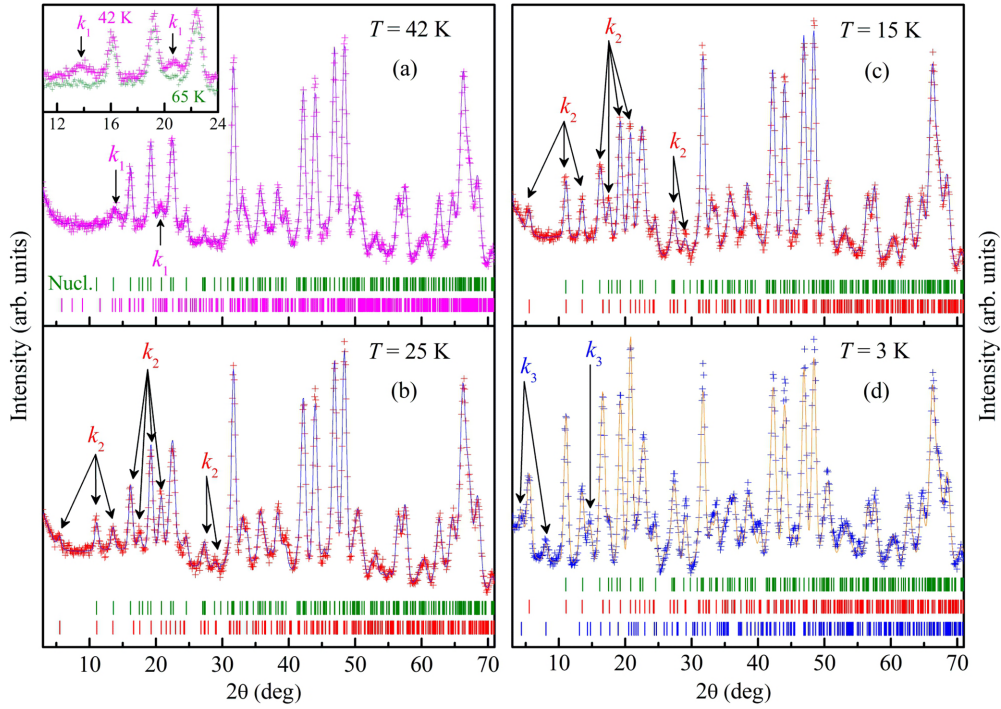 Intensity (arb. units)
k1
42 K
k1
65 K
12 16 20 24
T = 42 K
(a)
k1
k1
Nucl.
T = 25 K
(b)
k2
k2
k2
10 20 30 40 50 60 70
2θ (deg)
T = 15 K
(c)
k2
k2
k2
T = 3 K
(d)
k3
k3
10 20 30 40 50 60 70
2θ (deg)
Intensity (arb. units)